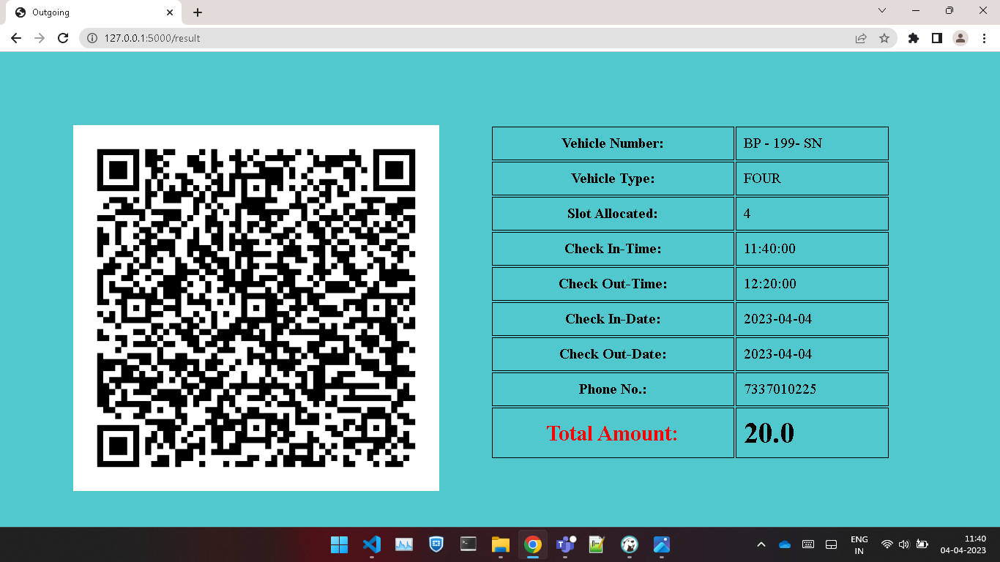 Outgoing
127.0.0.1:5000/result
Vehicle Number: BP - 199- SN
Vehicle Type: FOUR
Slot Allocated: 4
Check In-Time: 11:40:00
Check Out-Time: 12:20:00
Check In-Date: 2023-04-04
Check Out-Date: 2023-04-04
Phone No.: 7337010225
Total Amount: 20.0
ENG
IN
11:40
04-04-2023